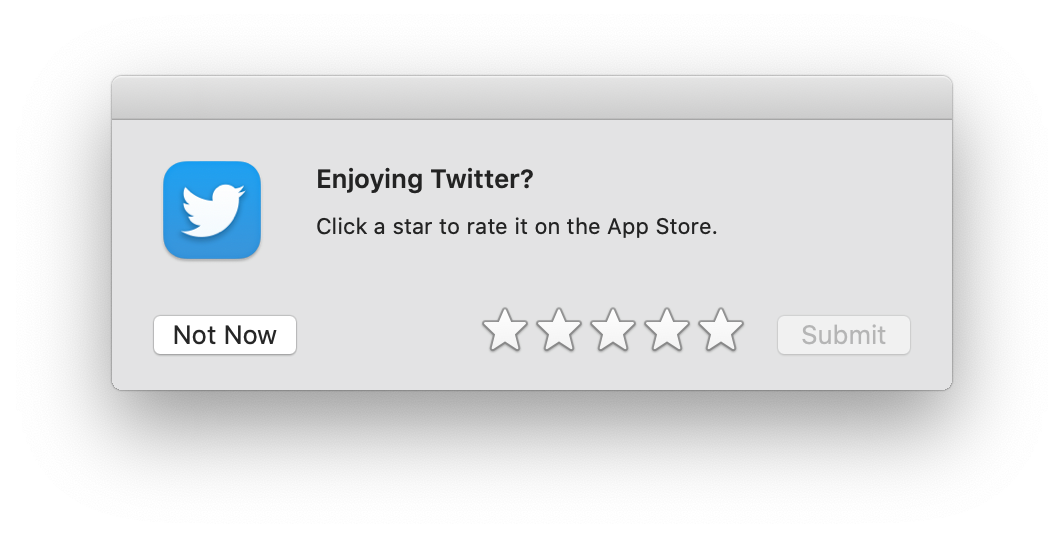 Enjoying Twitter?
Click a star to rate it on the App Store.
Not Now
Submit